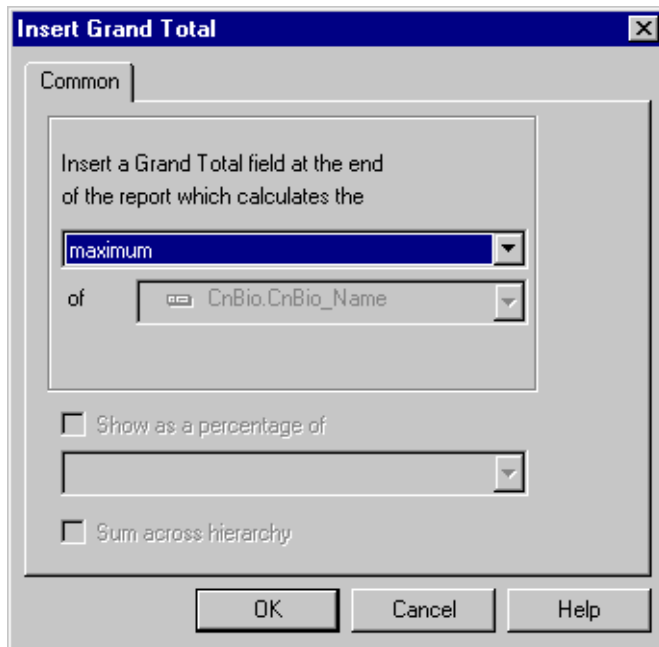 Insert Grand Total
Common
Insert a Grand Total field at the end
of the report which calculates the
maximum
of CnBio.CnBio_Name
Show as a percentage of
Sum across hierarchy
OK Cancel Help